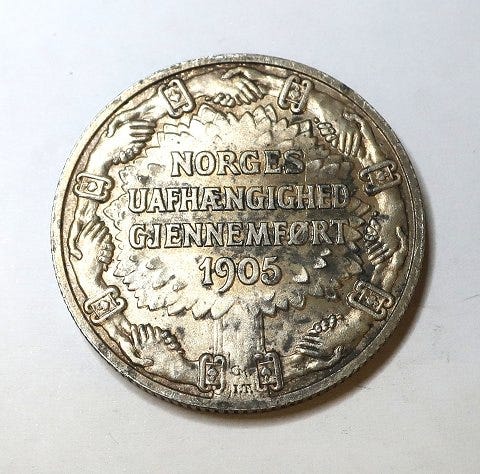 NORGES
UAFHÆNGIGHED
GJENNEMFØRT
1905
G.
I.T.